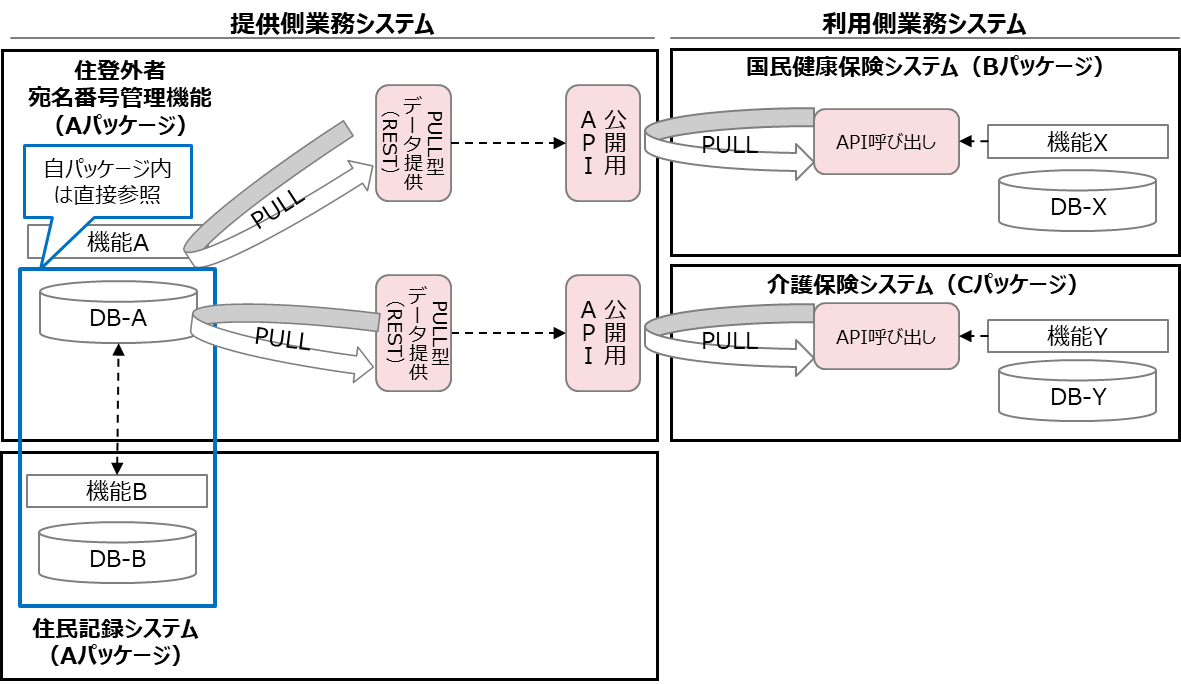 提供側業務システム
利用側業務システム
住登外者
宛名番号管理機能
（Aパッケージ）
自パッケージ内
は直接参照
機能A
DB-A
PULL
PULL型
データ提供
（REST）
公開用
API
PULL
PULL型
データ提供
（REST）
公開用
API
機能B
DB-B
住民記録システム
（Aパッケージ）
国民健康保険システム（Bパッケージ）
PULL
API呼び出し
機能X
DB-X
介護保険システム（Cパッケージ）
PULL
API呼び出し
機能Y
DB-Y